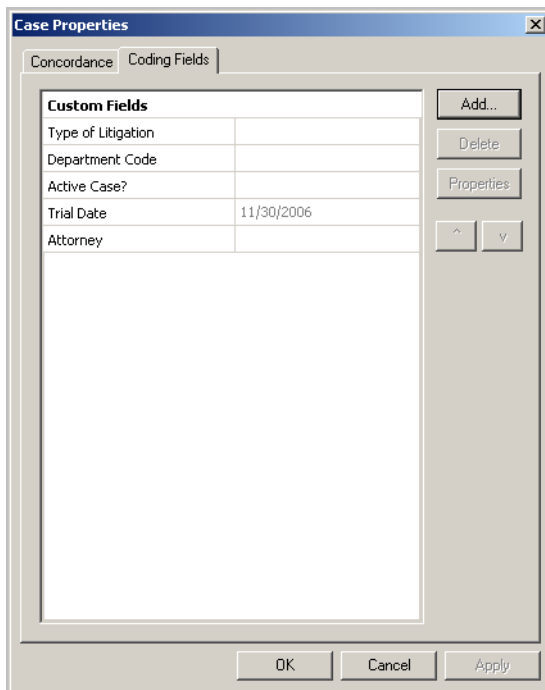 Case Properties
Concordance Coding Fields
Custom Fields
Type of Litigation
Department Code
Active Case?
Trial Date 11/30/2006
Attorney
Add...
Delete
Properties
^ v
OK Cancel Apply